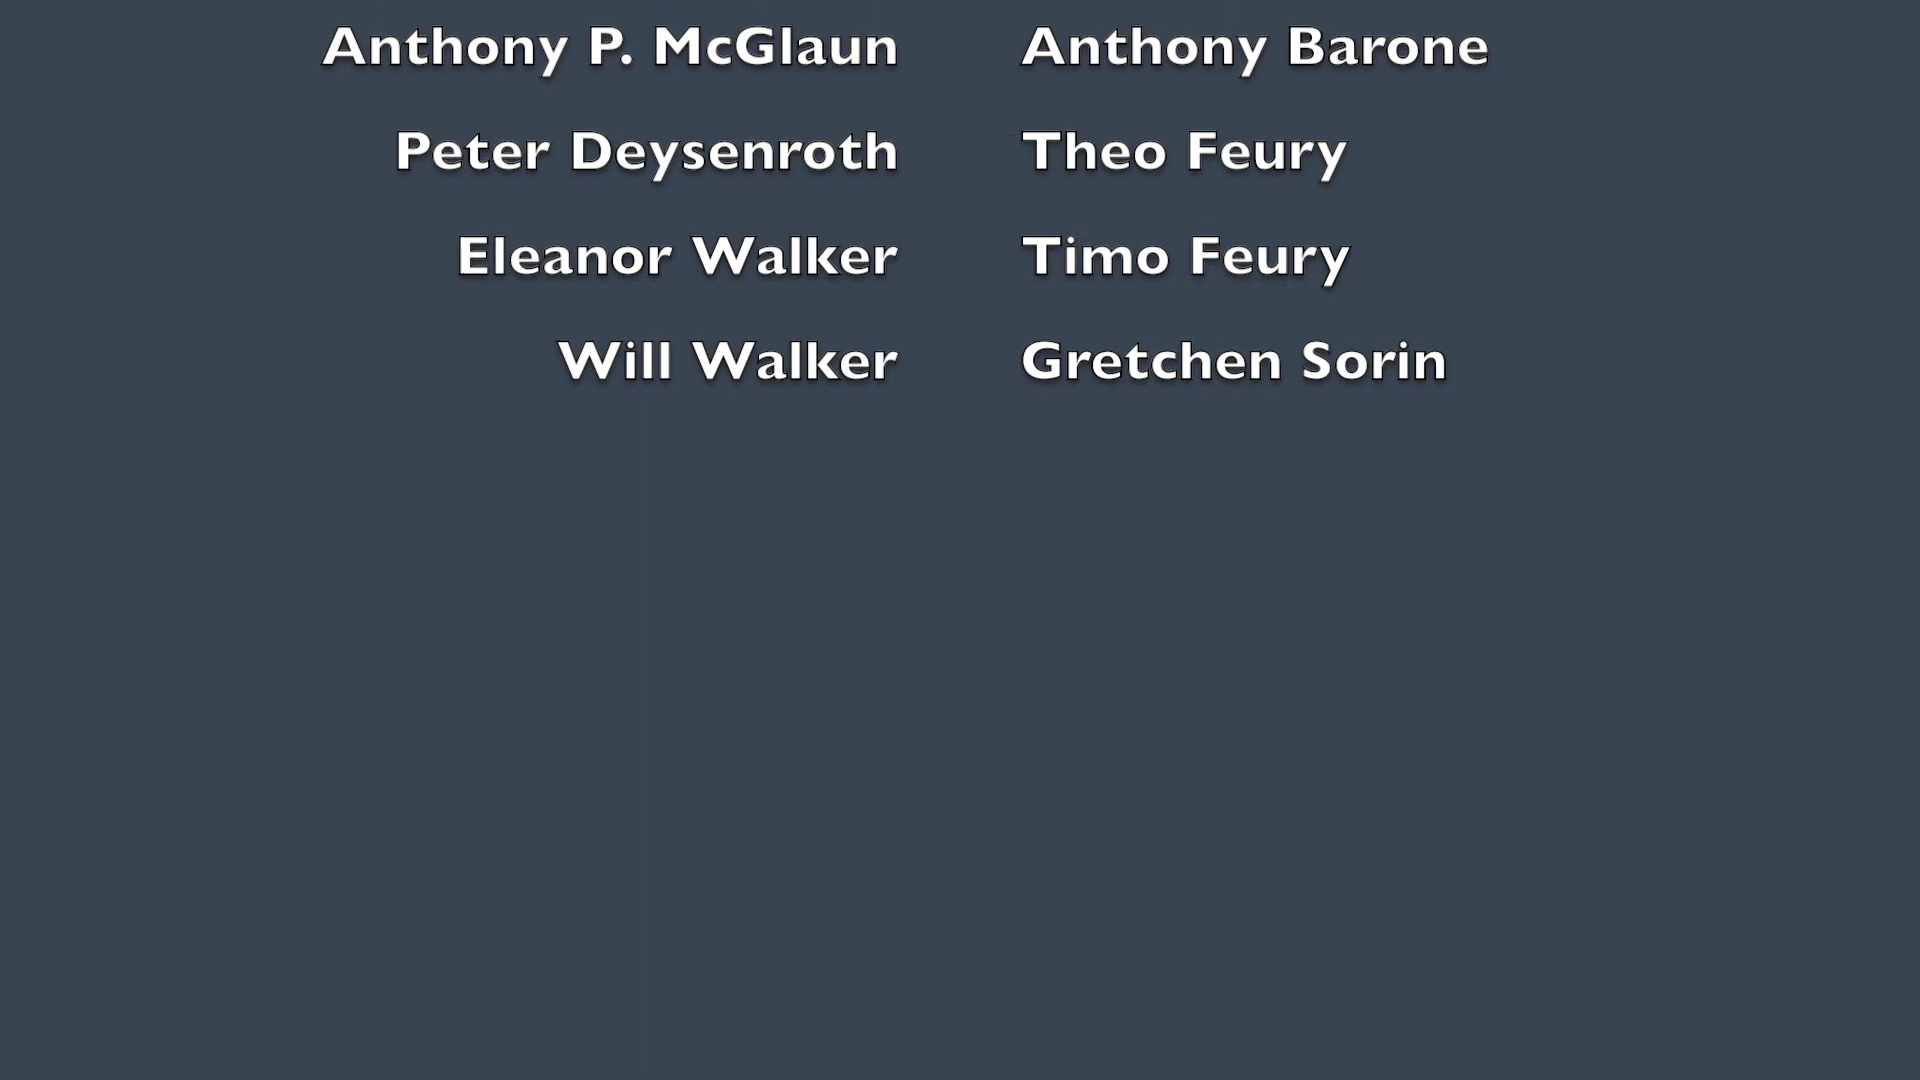 Anthony P. McGlaun Anthony Barone
Peter Deysenroth Theo Feury
Eleanor Walker Timo Feury
Will Walker Gretchen Sorin